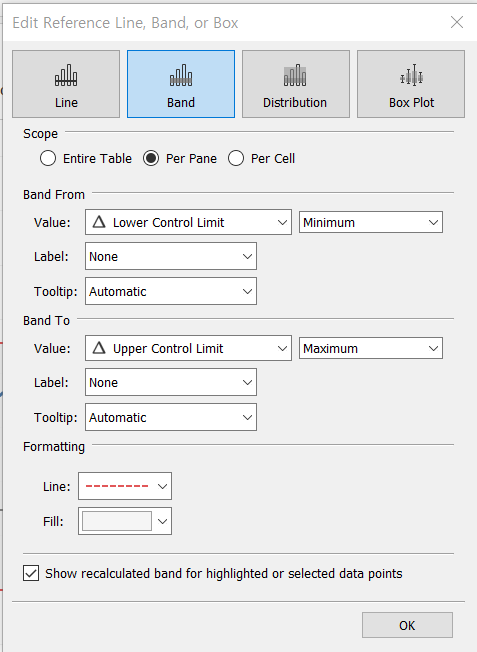 Edit Reference Line, Band, or Box
Line Band Distribution Box Plot
Scope
Entire Table Per Pane Per Cell
Band From
Value: Lower Control Limit Minimum
Label: None
Tooltip: Automatic
Band To
Value: Upper Control Limit Maximum
Label: None
Tooltip: Automatic
Formatting
Line:
Fill:
Show recalculated band for highlighted or selected data points
OK